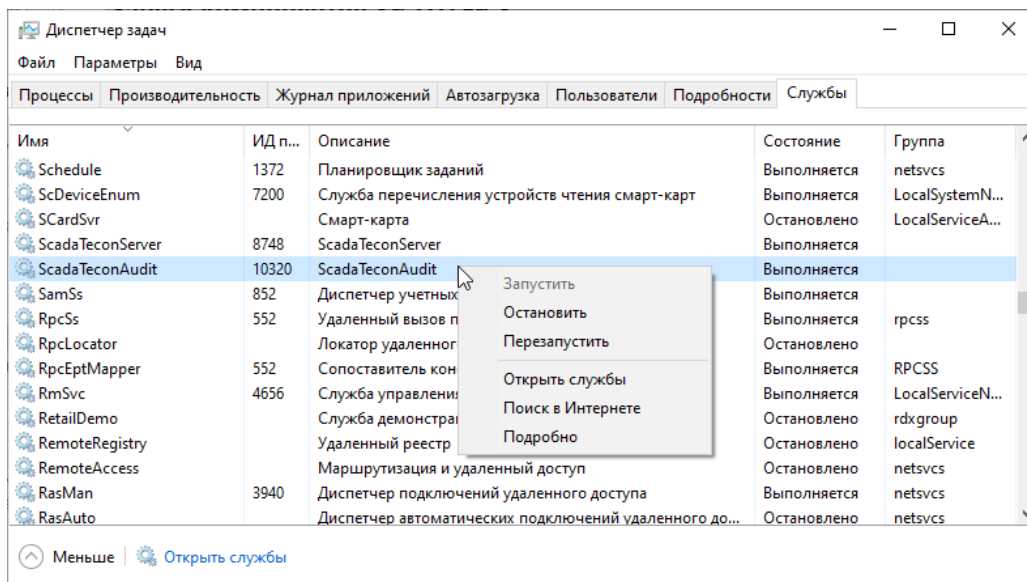 Диспетчер задач
Файл Параметры Вид
Процессы Производительность Журнал приложений Автозагрузка Пользователи Подробности Службы
Имя ИД п... Описание Состояние Группа
Schedule 1372 Планировщик заданий Выполняется netsvcs
ScDeviceEnum 7200 Служба перечисления устройств чтения смарт-карт Выполняется LocalSystemN...
SCardSvr Смарт-карта Остановлено LocalServiceA...
ScadaTeconServer 8748 ScadaTeconServer Выполняется
ScadaTeconAudit 10320 ScadaTeconAudit Выполняется
SamSs 852 Диспетчер учетных Выполняется
RpcSs 552 Удаленный вызов п Выполняется rpcss
RpcLocator Локатор удаленног Остановлено
RpcEptMapper 552 Сопоставитель кон Выполняется RPCSS
RmSvc 4656 Служба управлени Выполняется LocalServiceN...
RetailDemo Служба демонстра Остановлено rdxgroup
RemoteRegistry Удаленный реестр Остановлено localService
RemoteAccess Маршрутизация и удаленный доступ Остановлено netsvcs
RasMan 3940 Диспетчер подключений удаленного доступа Выполняется netsvcs
RasAuto Диспетчер автоматических подключений удаленного до... Остановлено netsvcs
Запустить
Остановить
Перезапустить
Открыть службы
Поиск в Интернете
Подробно
Меньше Открыть службы